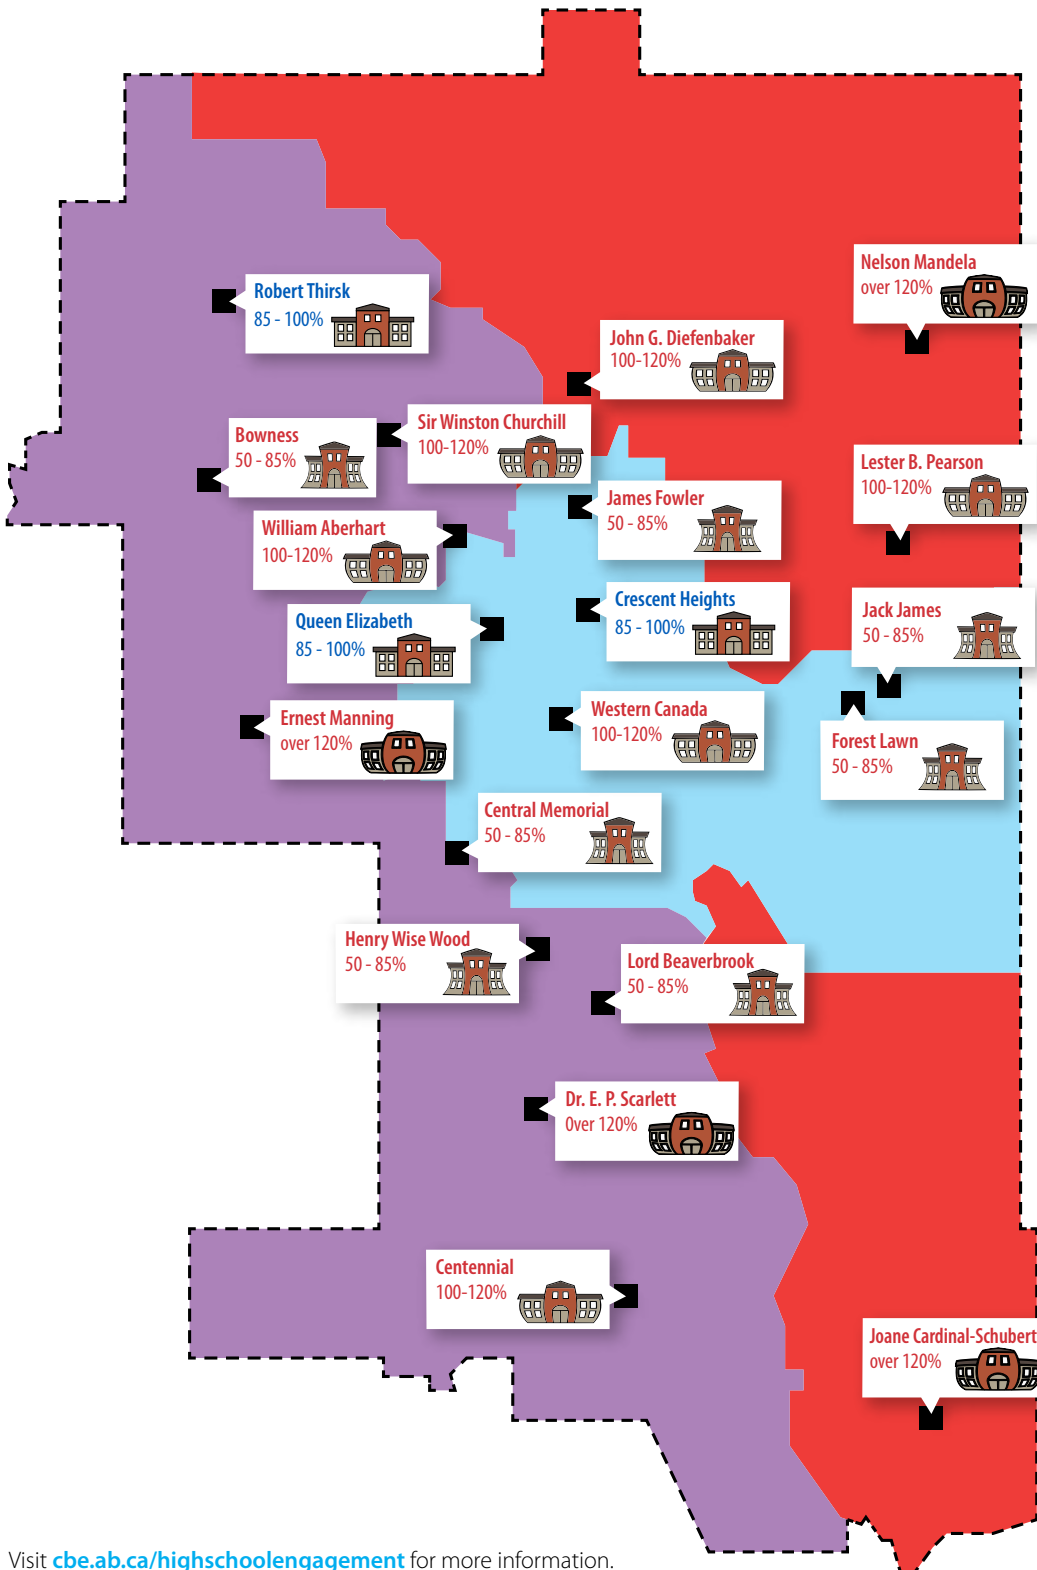 Nelson Mandela
over 120%
Robert Thirsk
85 - 100%
John G. Diefenbaker
100-120%
Sir Winston Churchill
100-120%
Bowness
50 - 85%
Lester B. Pearson
100-120%
James Fowler
50 - 85%
William Aberhart
100-120%
Crescent Heights
85 - 100%
Jack James
50 - 85%
Queen Elizabeth
85 - 100%
Ernest Manning
over 120%
Western Canada
100-120%
Forest Lawn
50 - 85%
Central Memorial
50 - 85%
Henry Wise Wood
50 - 85%
Lord Beaverbrook
50 - 85%
Dr. E. P. Scarlett
Over 120%
Centennial
100-120%
Joane Cardinal-Schubert
over 120%
Visit cbe.ab.ca/highschoolengagement for more information.